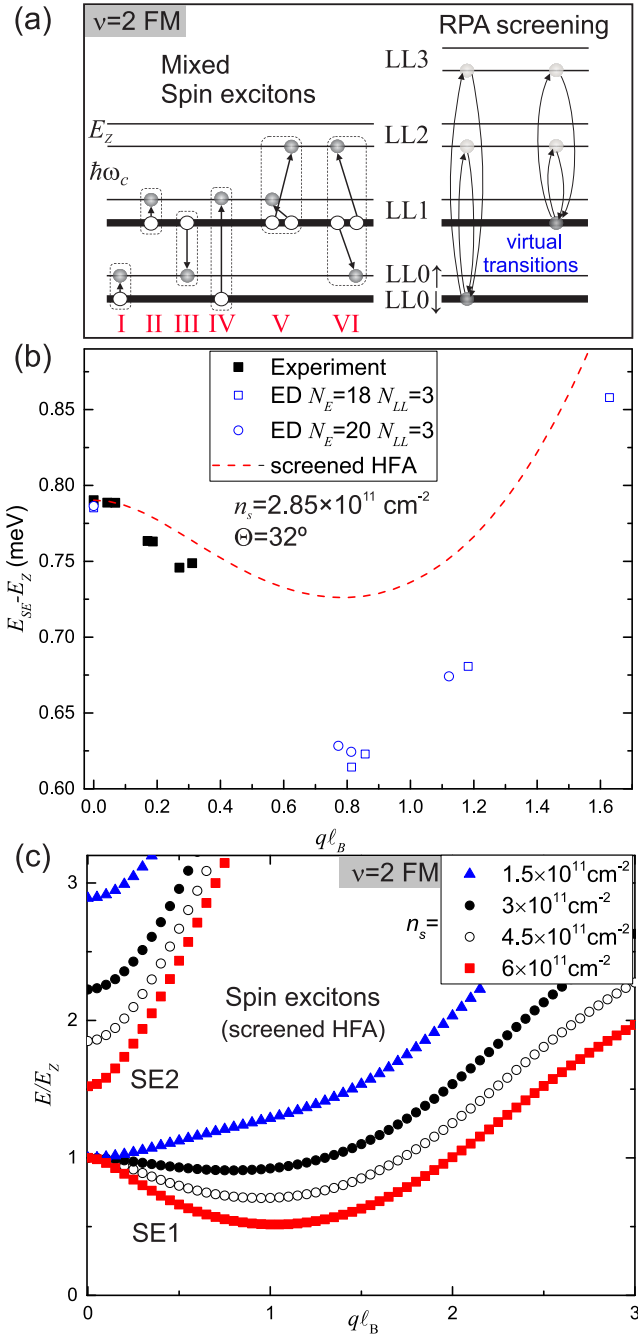 (a)
ν=2 FM
RPA screening
LL3
Mixed
Spin excitons
E_Z
LL2
ħω_c
LL1
virtual
transitions
LL0↑
LL0↓
I II III IV V VI
(b)
Experiment
ED N_E=18 N_LL=3
ED N_E=20 N_LL=3
screened HFA
n_s=2.85×10^11 cm^-2
Θ=32º
E_SE-E_Z (meV)
0.85
0.80
0.75
0.70
0.65
0.60
0.0 0.2 0.4 0.6 0.8 1.0 1.2 1.4 1.6
qℓ_B
(c)
ν=2 FM
n_s=
1.5×10^11cm^-2
3×10^11cm^-2
4.5×10^11cm^-2
6×10^11cm^-2
Spin excitons
(screened HFA)
SE2
SE1
E/E_Z
3
2
1
0
0 1 2 3
qℓ_B